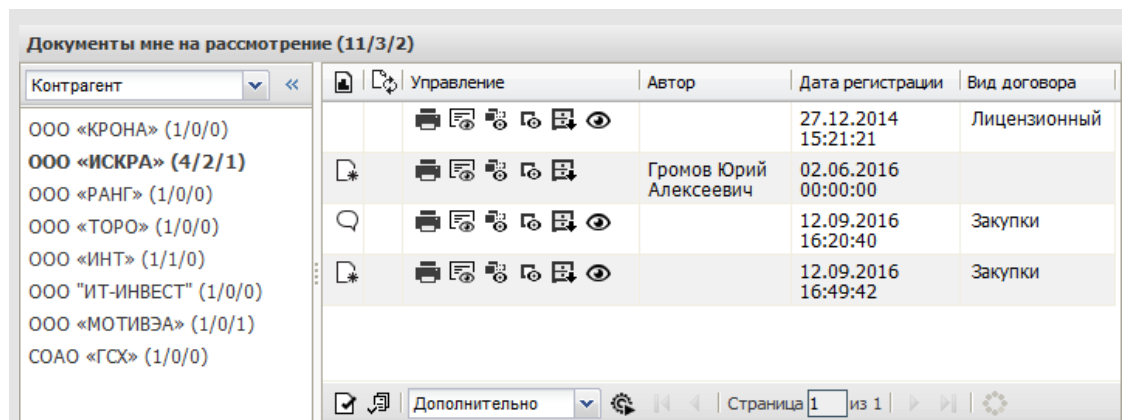 Документы мне на рассмотрение (11/3/2)
Контрагент
ООО «КРОНА» (1/0/0)
ООО «ИСКРА» (4/2/1)
ООО «РАНГ» (1/0/0)
ООО «ТОРО» (1/0/0)
ООО «ИНТ» (1/1/0)
ООО "ИТ-ИНВЕСТ" (1/0/0)
ООО «МОТИВЭА» (1/0/1)
СОАО «ГСХ» (1/0/0)
Управление Автор Дата регистрации Вид договора
27.12.2014 Лицензионный
15:21:21
Громов Юрий 02.06.2016
Алексеевич 00:00:00
12.09.2016 Закупки
16:20:40
12.09.2016 Закупки
16:49:42
Дополнительно Страница 1 из 1